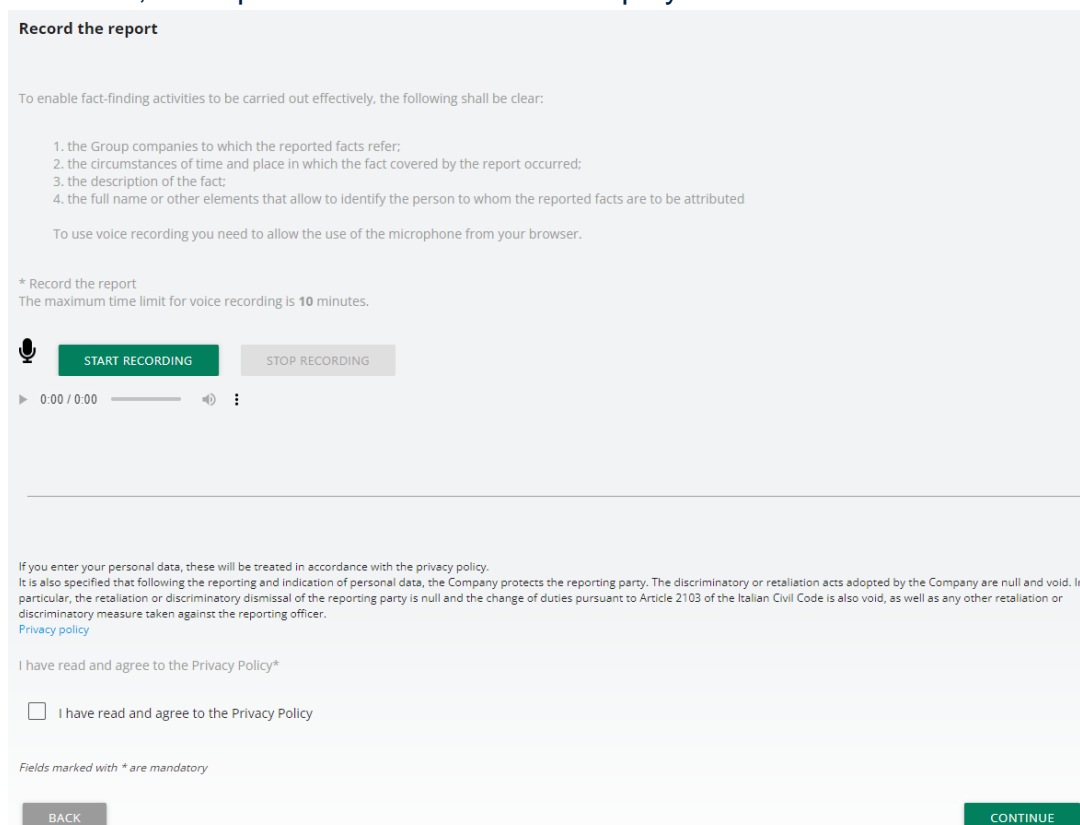 Record the report
To enable fact-finding activities to be carried out effectively, the following shall be clear:
1. the Group companies to which the reported facts refer;
2. the circumstances of time and place in which the fact covered by the report occurred;
3. the description of the fact;
4. the full name or other elements that allow to identify the person to whom the reported facts are to be attributed
To use voice recording you need to allow the use of the microphone from your browser.
* Record the report
The maximum time limit for voice recording is 10 minutes.
START RECORDING STOP RECORDING
0:00 / 0:00
If you enter your personal data, these will be treated in accordance with the privacy policy.
It is also specified that following the reporting and indication of personal data, the Company protects the reporting party. The discriminatory or retaliation acts adopted by the Company are null and void. In
particular, the retaliation or discriminatory dismissal of the reporting party is null and the change of duties pursuant to Article 2103 of the Italian Civil Code is also void, as well as any other retaliation or
discriminatory measure taken against the reporting officer.
Privacy policy
I have read and agree to the Privacy Policy*
I have read and agree to the Privacy Policy
Fields marked with * are mandatory
BACK CONTINUE